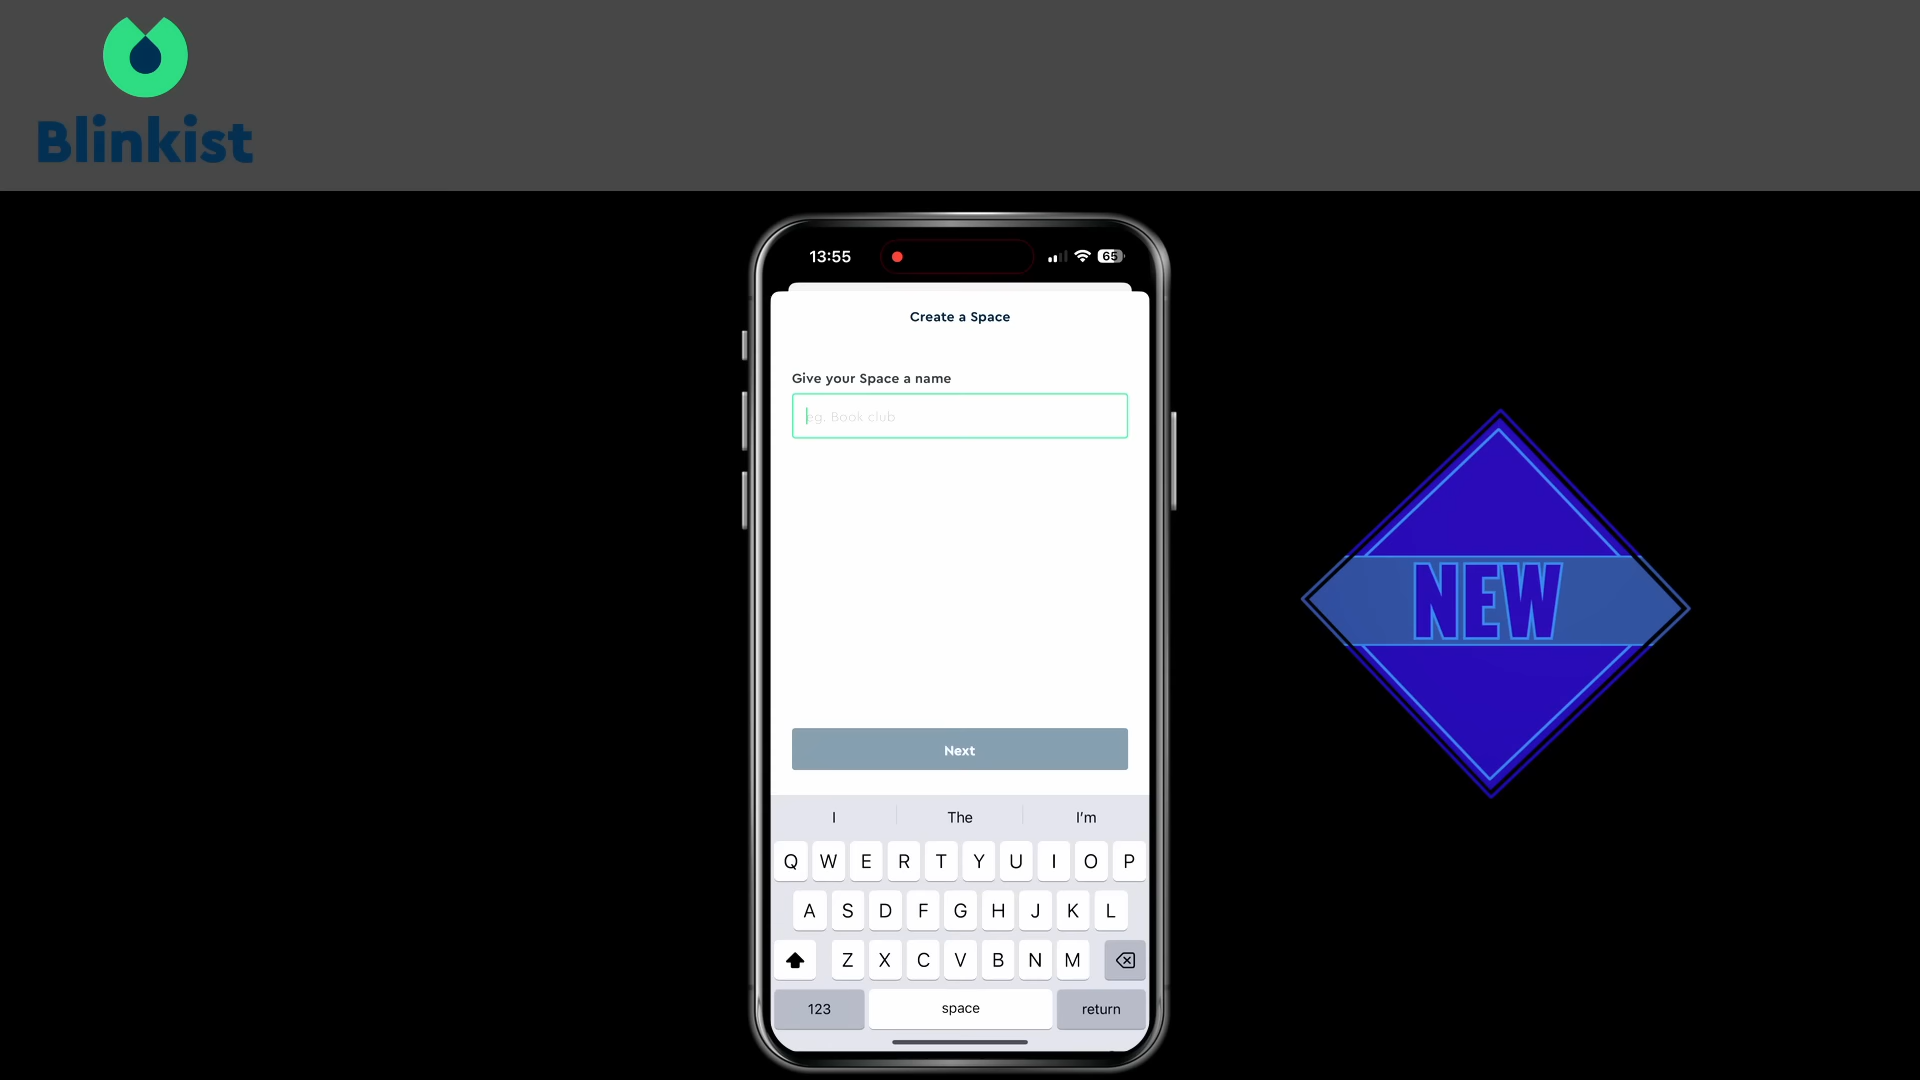 Blinkist
13:55
65
Create a Space
Give your Space a name
eg. Book club
NEW
Next
I The I'm
Q W E R T Y U I O P
A S D F G H J K L
Z X C V B N M
123 space return